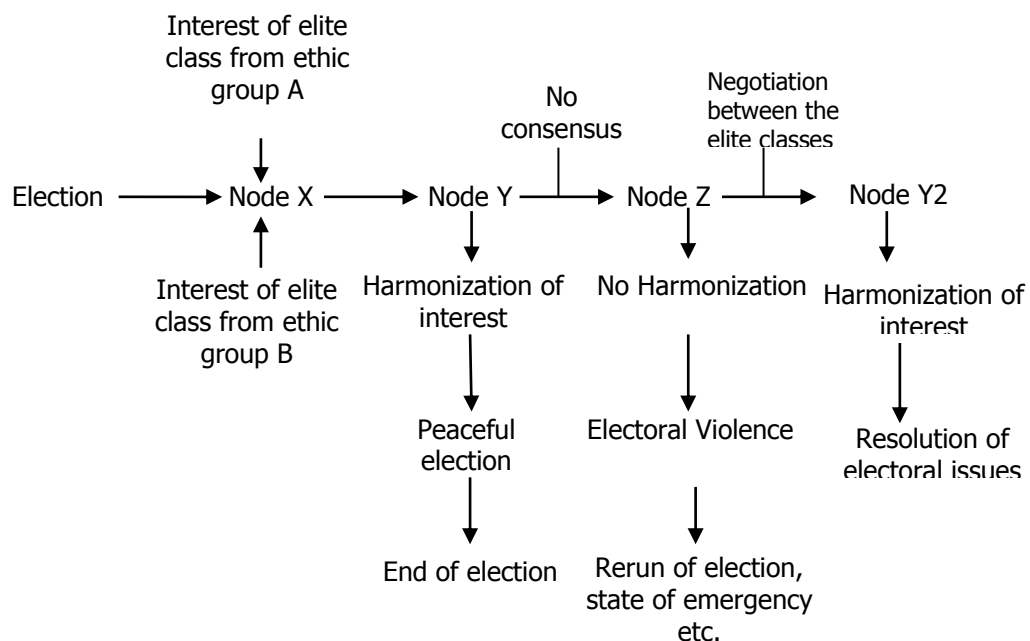 Interest of elite
class from ethic
group A
No
consensus
Negotiation
between the
elite classes
Election
Node X
Node Y
Node Z
Node Y2
Interest of elite
class from ethic
group B
Harmonization of
interest
No Harmonization
Harmonization of
interest
Peaceful
election
Electoral Violence
Resolution of
electoral issues
End of election
Rerun of election,
state of emergency
etc.